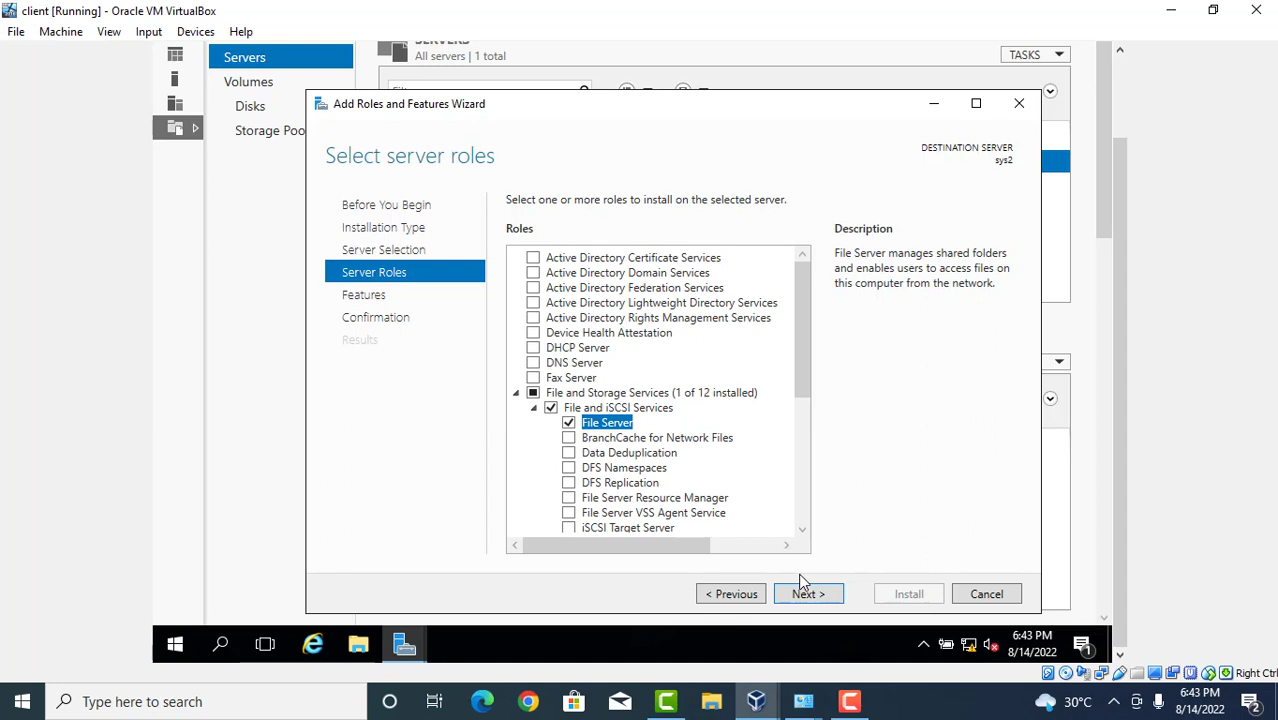 client [Running] - Oracle VM VirtualBox
File Machine View Input Devices Help
Servers
Volumes
Disks
Storage Poo
All servers | 1 total
TASKS
Add Roles and Features Wizard
Select server roles
DESTINATION SERVER
sys2
Before You Begin
Installation Type
Server Selection
Server Roles
Features
Confirmation
Results
Select one or more roles to install on the selected server.
Roles
Active Directory Certificate Services
Active Directory Domain Services
Active Directory Federation Services
Active Directory Lightweight Directory Services
Active Directory Rights Management Services
Device Health Attestation
DHCP Server
DNS Server
Fax Server
File and Storage Services (1 of 12 installed)
File and iSCSI Services
File Server
BranchCache for Network Files
Data Deduplication
DFS Namespaces
DFS Replication
File Server Resource Manager
File Server VSS Agent Service
iSCSI Target Server
Description
File Server manages shared folders
and enables users to access files on
this computer from the network.
< Previous
Next >
Install
Cancel
6:43 PM
8/14/2022
1
Right Ctrl
Type here to search
30°C
6:43 PM
8/14/2022
2